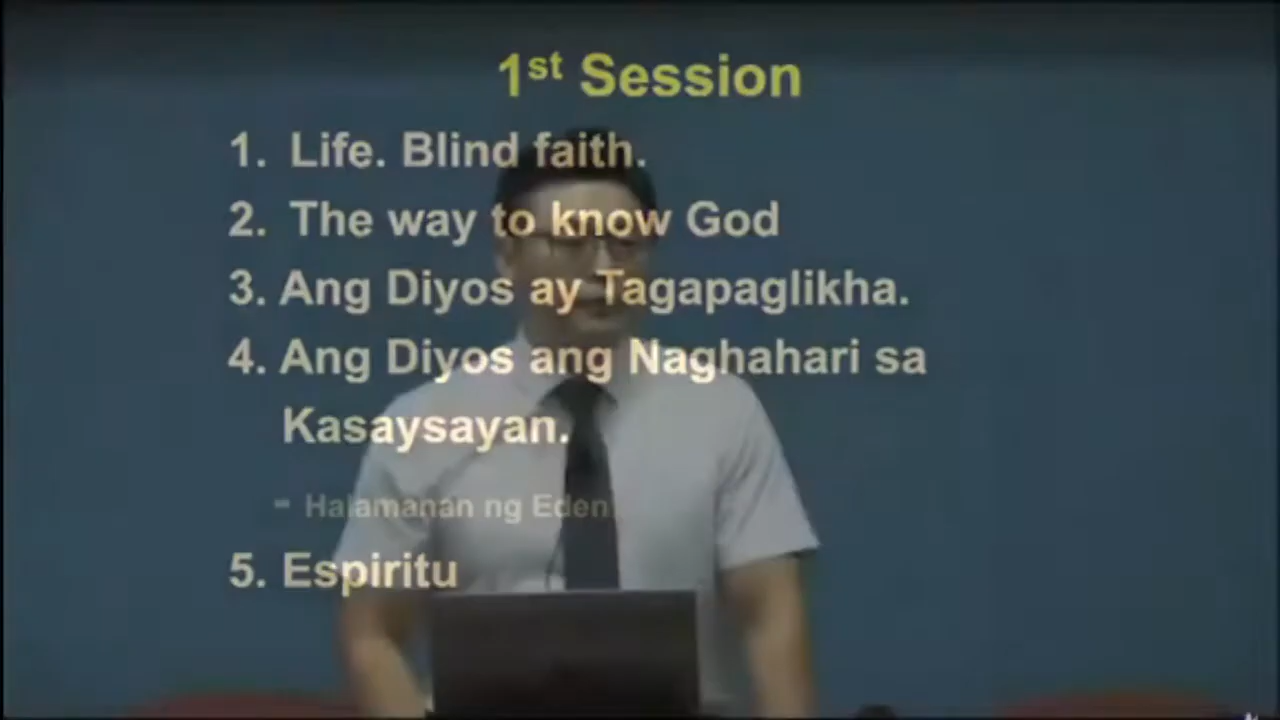 1st Session
1. Life. Blind faith.
2. The way to know God
3. Ang Diyos ay Tagapaglikha.
4. Ang Diyos ang Naghahari sa
Kasaysayan.
- Halamanan ng Eden
5. Espiritu